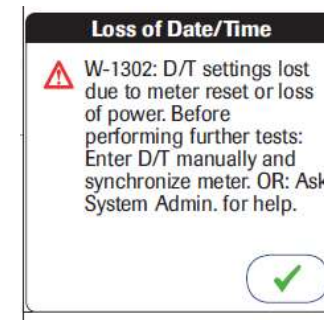 Loss of Date/Time
W-1302: D/T settings lost
due to meter reset or loss
of power. Before
performing further tests:
Enter D/T manually and
synchronize meter. OR: Ask
System Admin. for help.